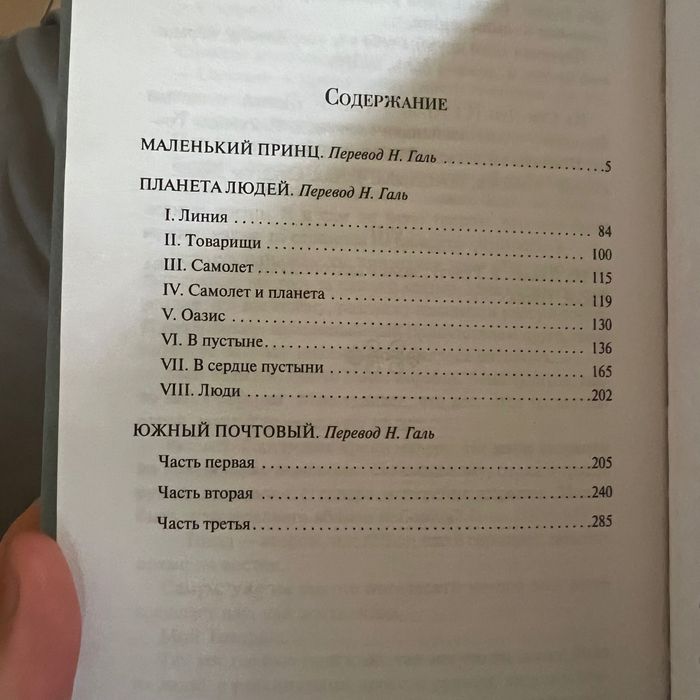 Содержание
МАЛЕНЬКИЙ ПРИНЦ. Перевод Н. Галь ........................ 5
ПЛАНЕТА ЛЮДЕЙ. Перевод Н. Галь
I. Линия ........................ 84
II. Товарищи ........................ 100
III. Самолет ........................ 115
IV. Самолет и планета ........................ 119
V. Оазис ........................ 130
VI. В пустыне ........................ 136
VII. В сердце пустыни ........................ 165
VIII. Люди ........................ 202
ЮЖНЫЙ ПОЧТОВЫЙ. Перевод Н. Галь
Часть первая ........................ 205
Часть вторая ........................ 240
Часть третья ........................ 285